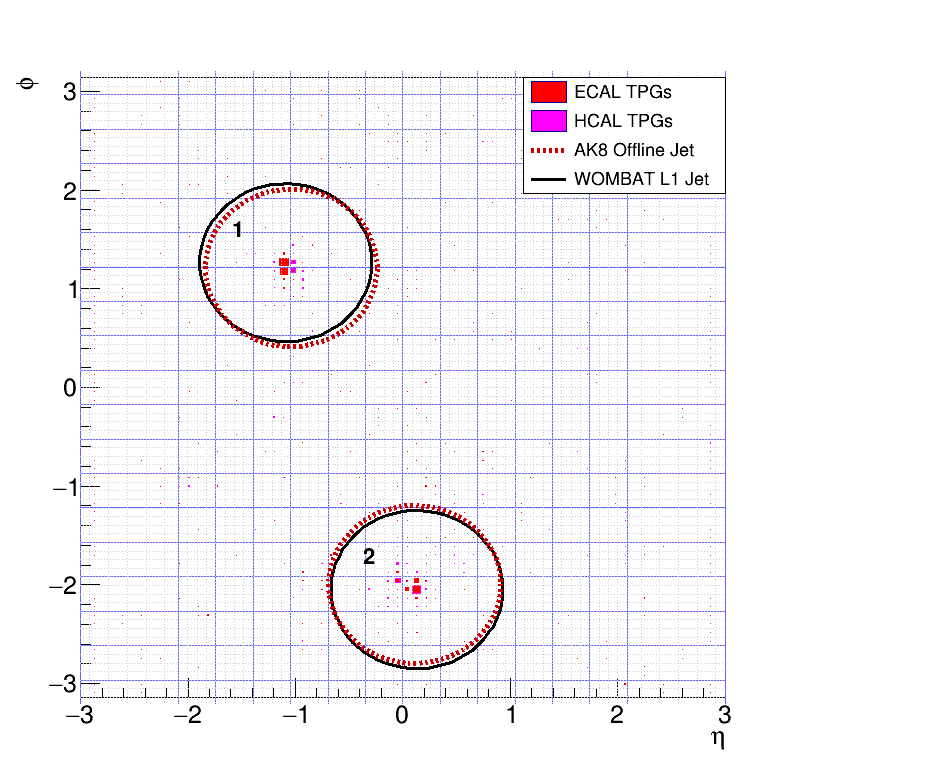 φ
3
2
1
0
−1
−2
−3
ECAL TPGs
HCAL TPGs
AK8 Offline Jet
WOMBAT L1 Jet
1
2
−3 −2 −1 0 1 2 3
η